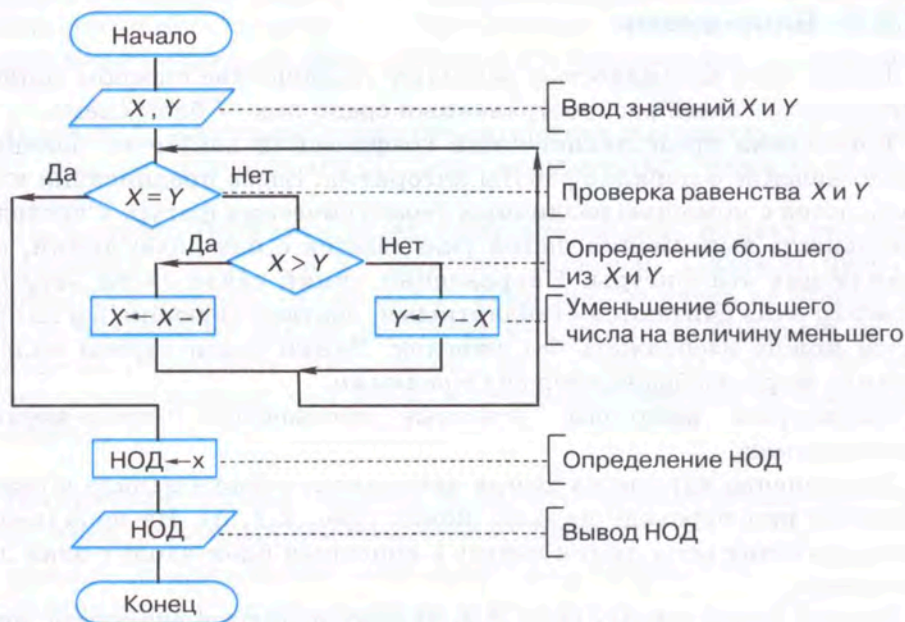 Начало
X , Y
Ввод значений X и Y
Да
Нет
X = Y
Проверка равенства X и Y
Да
Нет
X > Y
Определение большего
из X и Y
X ← X – Y
Y ← Y – X
Уменьшение большего
числа на величину меньшего
НОД ← x
Определение НОД
НОД
Вывод НОД
Конец